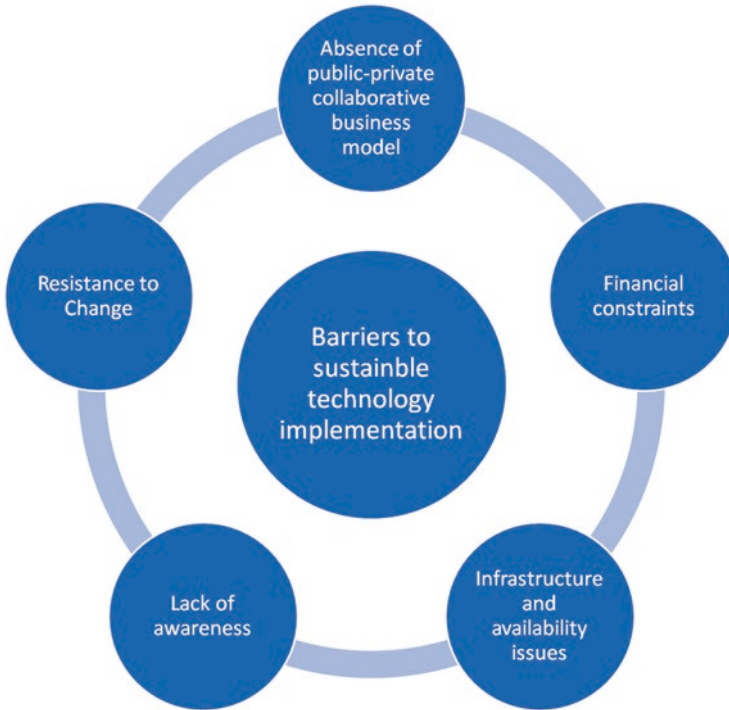 Absence of
public-private
collaborative
business
model
Resistance to
Change
Financial
constraints
Barriers to
sustainble
technology
implementation
Lack of
awareness
Infrastructure
and
availability
issues